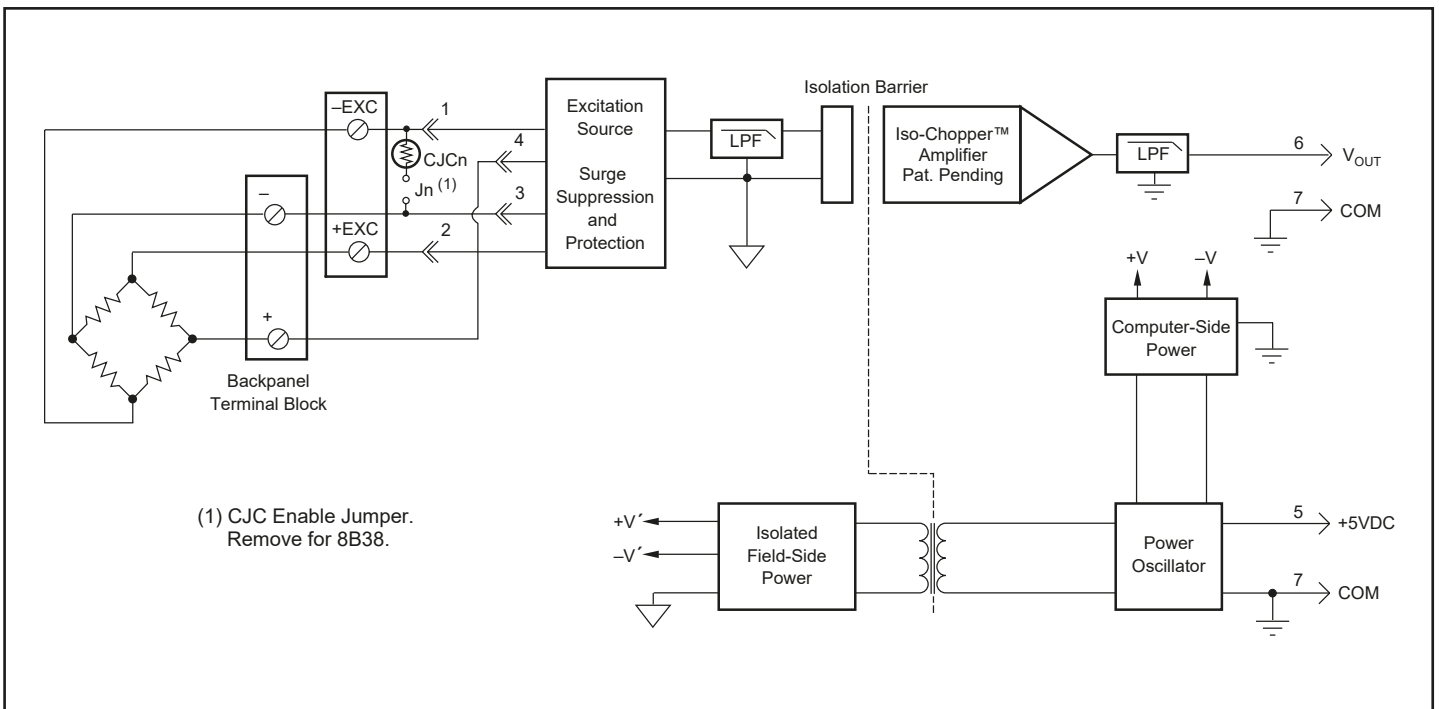 Isolation Barrier
–EXC
1
Excitation
Source
Surge
Suppression
and
Protection
4
LPF
Iso-Chopper™
Amplifier
Pat. Pending
LPF
6
VOUT
CJCn
Jn (1)
–
3
7
COM
+EXC
2
+V
–V
+
Computer-Side
Power
Backpanel
Terminal Block
(1) CJC Enable Jumper.
Remove for 8B38.
+V´
–V´
Isolated
Field-Side
Power
Power
Oscillator
5
+5VDC
7
COM